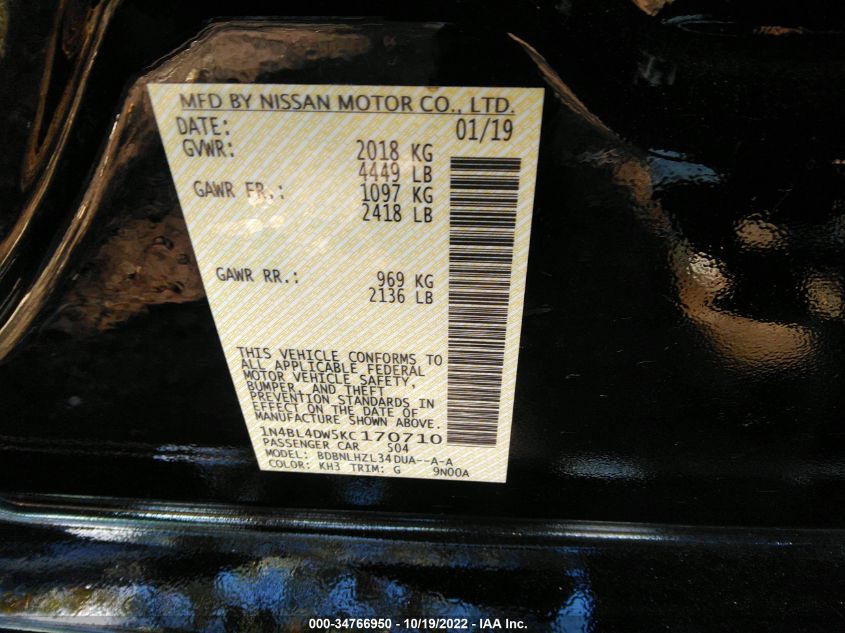 MFD BY NISSAN MOTOR CO., LTD.
DATE: 01/19
GVWR: 2018 KG
4449 LB
GAWR FR.: 1097 KG
2418 LB
GAWR RR.: 969 KG
2136 LB
THIS VEHICLE CONFORMS TO
ALL APPLICABLE FEDERAL
MOTOR VEHICLE SAFETY,
BUMPER, AND THEFT
PREVENTION STANDARDS IN
EFFECT ON THE DATE OF
MANUFACTURE SHOWN ABOVE.
1N4BL4DW5KC170710
PASSENGER CAR S04
MODEL: BDBNLHZL34DUA--A-A
COLOR: KH3 TRIM: G 9N00A
000-34766950 - 10/19/2022 - IAA Inc.